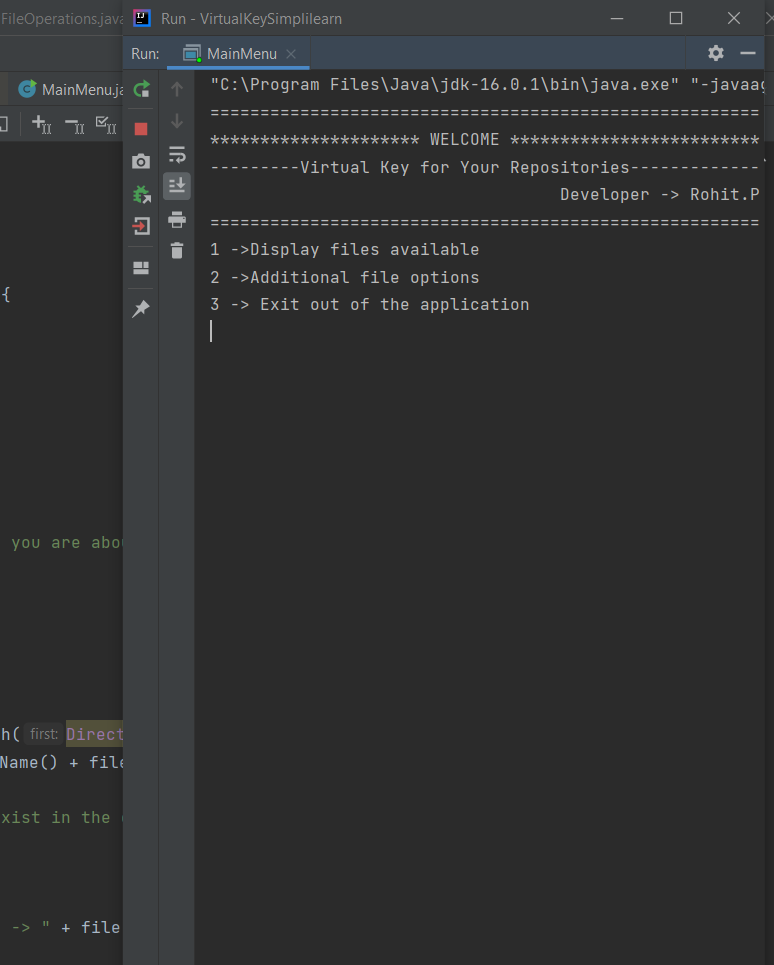 FileOperations.java
Run - VirtualKeySimplilearn
Run: MainMenu
MainMenu.ja
"C:\Program Files\Java\jdk-16.0.1\bin\java.exe" "-javaag
=======================================================
********************* WELCOME *************************
---------Virtual Key for Your Repositories-------------
Developer -> Rohit.P
=======================================================
1 ->Display files available
2 ->Additional file options
3 -> Exit out of the application
{
you are abou
h( first: Direct
Name() + file
xist in the
-> " + file